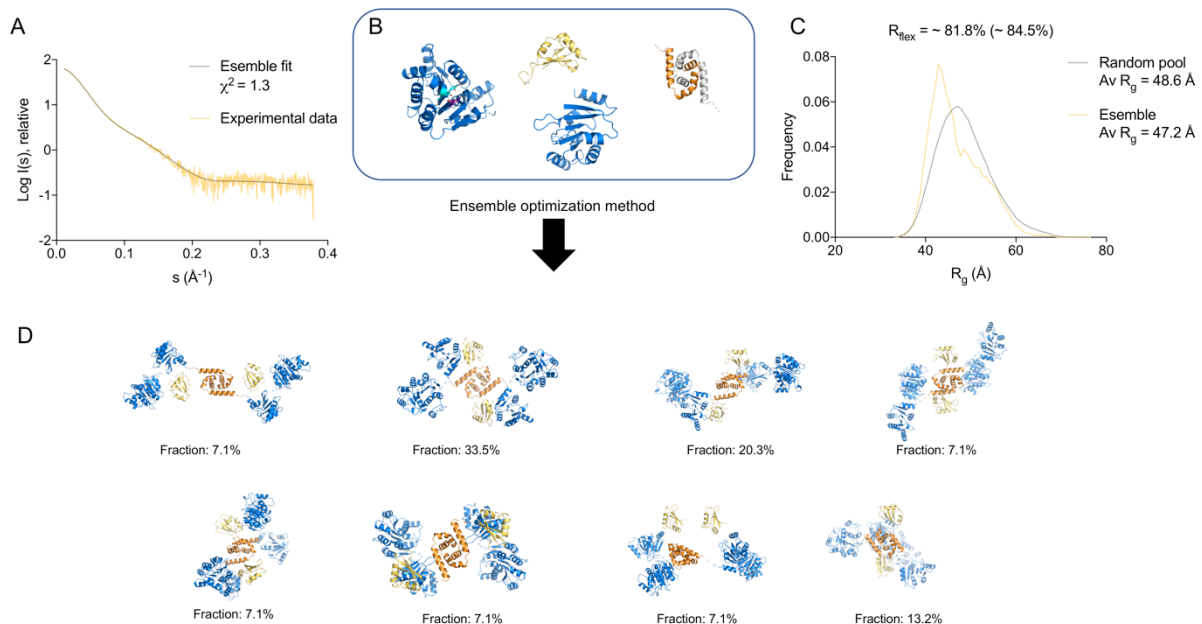 A
2
1
0
-1
-2
Log I(s), relative
0.0
0.1
0.2
0.3
0.4
s (Å-1)
Esemble fit
χ2 = 1.3
Experimental data
B
Ensemble optimization method
C
Rflex = ~ 81.8% (~ 84.5%)
0.08
0.06
0.04
0.02
0.00
Frequency
20
40
60
80
Rg (Å)
Random pool
Av Rg = 48.6 Å
Esemble
Av Rg = 47.2 Å
D
Fraction: 7.1%
Fraction: 33.5%
Fraction: 20.3%
Fraction: 7.1%
Fraction: 7.1%
Fraction: 7.1%
Fraction: 7.1%
Fraction: 13.2%